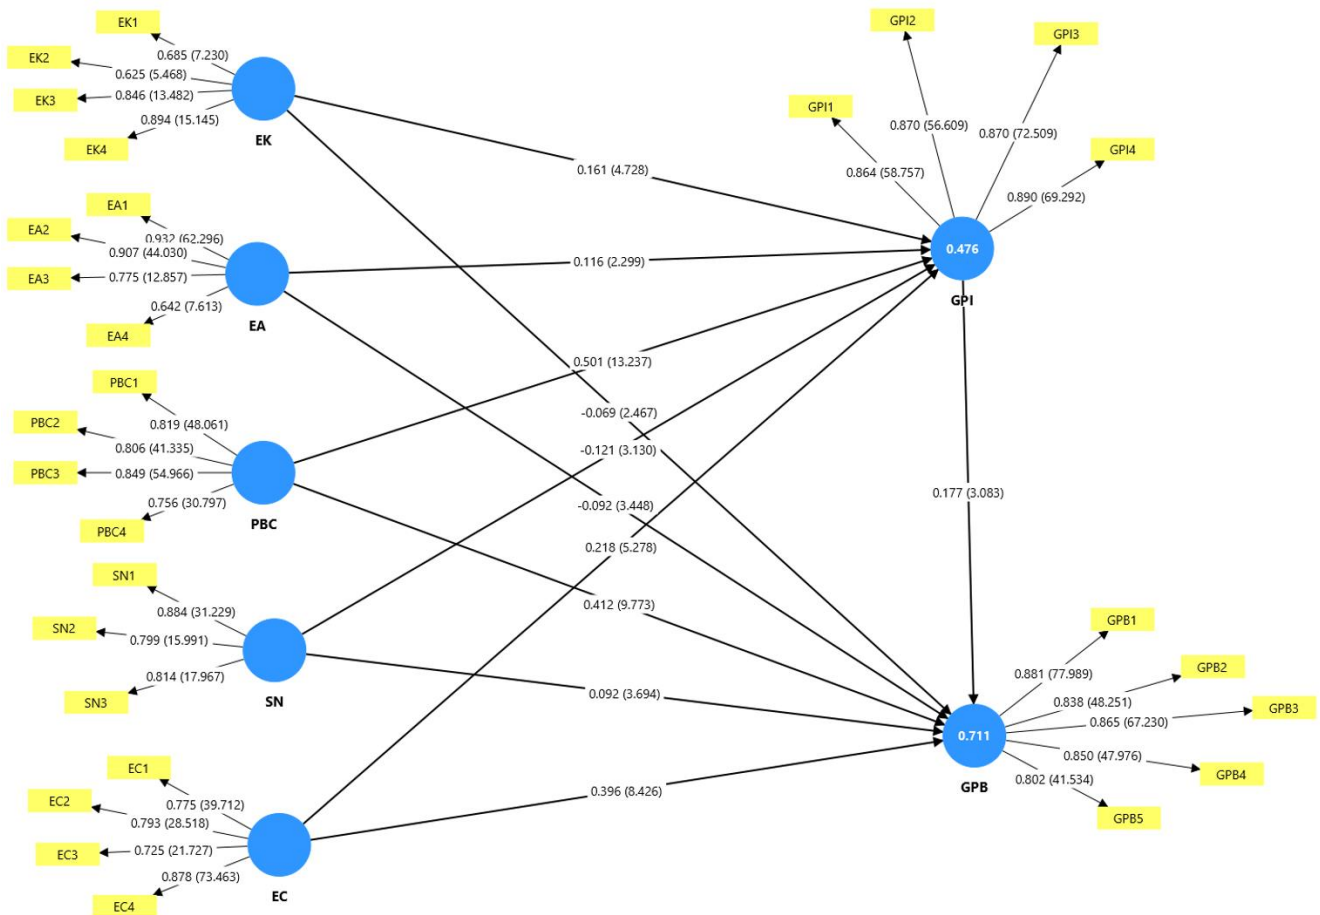 EK1
EK2
EK3
EK4
0.685 (7.230)
0.625 (5.468)
0.846 (13.482)
0.894 (15.145)
EK
EA1
EA2
EA3
EA4
0.932 (62.296)
0.907 (44.030)
0.775 (12.857)
0.642 (7.613)
EA
PBC1
PBC2
PBC3
PBC4
0.819 (48.061)
0.806 (41.335)
0.849 (54.966)
0.756 (30.797)
PBC
SN1
SN2
SN3
0.884 (31.229)
0.799 (15.991)
0.814 (17.967)
SN
EC1
EC2
EC3
EC4
0.775 (39.712)
0.793 (28.518)
0.725 (21.727)
0.878 (73.463)
EC
0.161 (4.728)
0.116 (2.299)
0.501 (13.237)
-0.069 (2.467)
-0.121 (3.130)
-0.092 (3.448)
0.218 (5.278)
0.412 (9.773)
0.092 (3.694)
0.396 (8.426)
GPI1
GPI2
GPI3
GPI4
0.864 (58.757)
0.870 (56.609)
0.870 (72.509)
0.890 (69.292)
0.476
GPI
0.177 (3.083)
GPB1
GPB2
GPB3
GPB4
GPB5
0.881 (77.989)
0.838 (48.251)
0.865 (67.230)
0.850 (47.976)
0.802 (41.534)
0.711
GPB